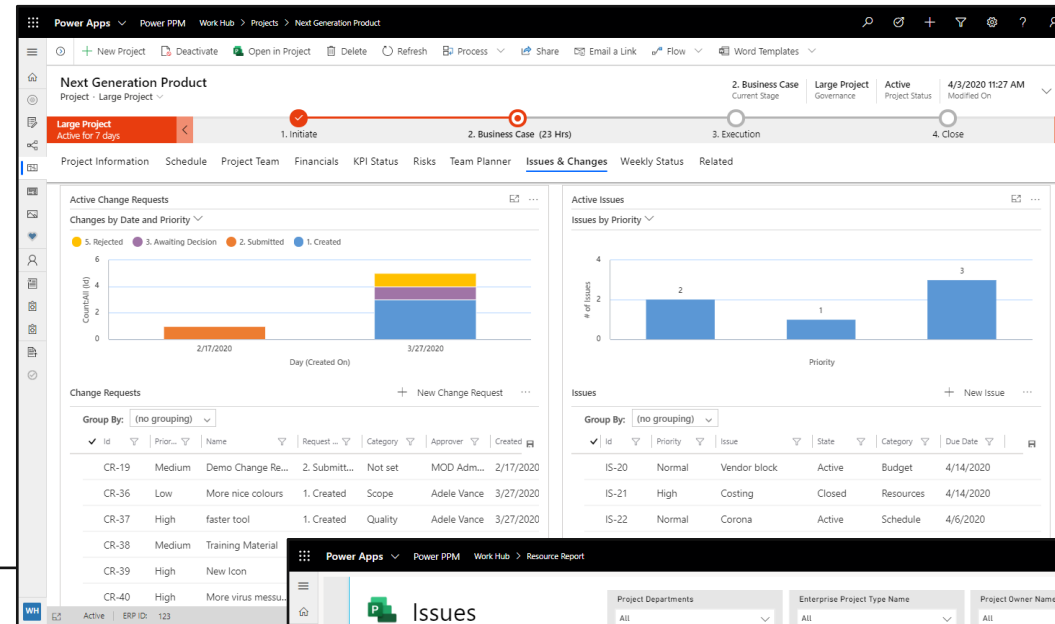 Power Apps Power PPM Work Hub > Projects > Next Generation Product
New Project Deactivate Open in Project Delete Refresh Process Share Email a Link Flow Word Templates
Next Generation Product
Project · Large Project
2. Business Case Large Project Active 4/3/2020 11:27 AM
Current Stage Governance Project Status Modified On
Large Project
Active for 7 days
1. Initiate 2. Business Case (23 Hrs) 3. Execution 4. Close
Project Information Schedule Project Team Financials KPI Status Risks Team Planner Issues & Changes Weekly Status Related
Active Change Requests
Changes by Date and Priority
5. Rejected 3. Awaiting Decision 2. Submitted 1. Created
6
4
2
0
Count:All (Id)
2/17/2020 3/27/2020
Day (Created On)
Active Issues
Issues by Priority
4
2
0
# of Issues
2 1 3
Priority
Change Requests
New Change Request
Group By: (no grouping)
Id Prior... Name Request ... Category Approver Created
CR-19 Medium Demo Change Re... 2. Submitt... Not set MOD Adm... 2/17/2020
CR-36 Low More nice colours 1. Created Scope Adele Vance 3/27/2020
CR-37 High faster tool 1. Created Quality Adele Vance 3/27/2020
CR-38 Medium Training Material
CR-39 High New Icon
CR-40 High More virus messu...
Issues
New Issue
Group By: (no grouping)
Id Priority Issue State Category Due Date
IS-20 Normal Vendor block Active Budget 4/14/2020
IS-21 High Costing Closed Resources 4/14/2020
IS-22 Normal Corona Active Schedule 4/6/2020
WH
Active ERP ID: 123
Power Apps Power PPM Work Hub > Resource Report
Issues
Project Departments Enterprise Project Type Name Project Owner Name
All All All